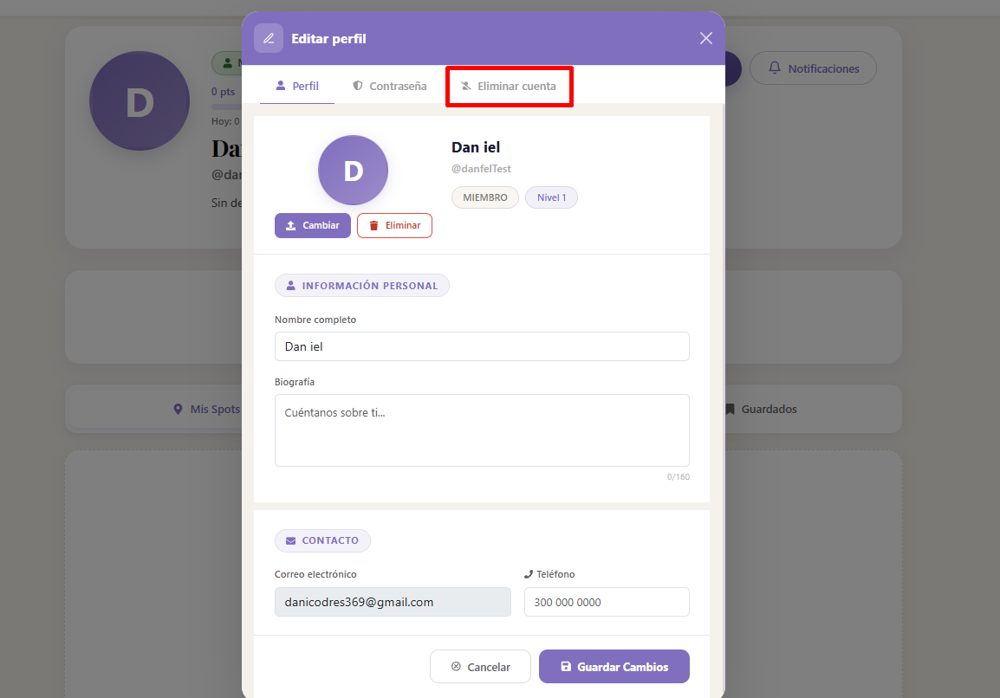 Editar perfil
Perfil
Contraseña
Eliminar cuenta
Notificaciones
D
0 pts
Hoy: 0
Sin de
D
Dan iel
@danfelTest
MIEMBRO
Nivel 1
Cambiar
Eliminar
INFORMACIÓN PERSONAL
Nombre completo
Dan iel
Biografía
Cuéntanos sobre ti...
0/160
Mis Spots
Guardados
CONTACTO
Correo electrónico
Teléfono
danicodres369@gmail.com
300 000 0000
Cancelar
Guardar Cambios